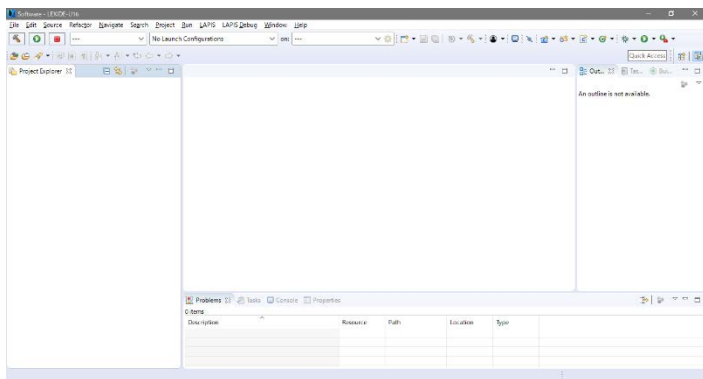 Software - LEXIDE-U16
File Edit Source Refactor Navigate Search Project Run LAPIS LAPIS Debug Window Help
--- No Launch Configurations on: ---
Quick Access
Project Explorer
Out...
Tas...
An outline is not available.
Problems Tasks Console Properties
0 items
Description Resource Path Location Type